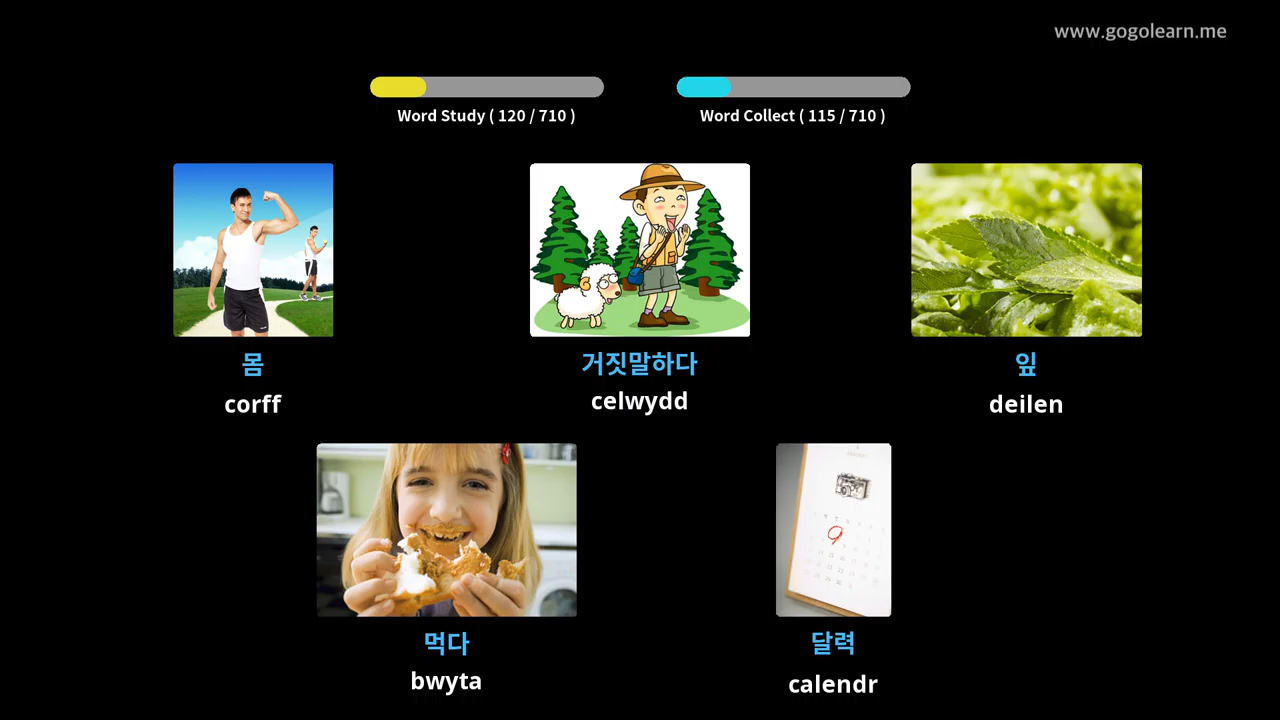 www.gogolearn.me
Word Study ( 120 / 710 )
Word Collect ( 115 / 710 )
몸
corff
거짓말하다
celwydd
잎
deilen
먹다
bwyta
달력
calendr